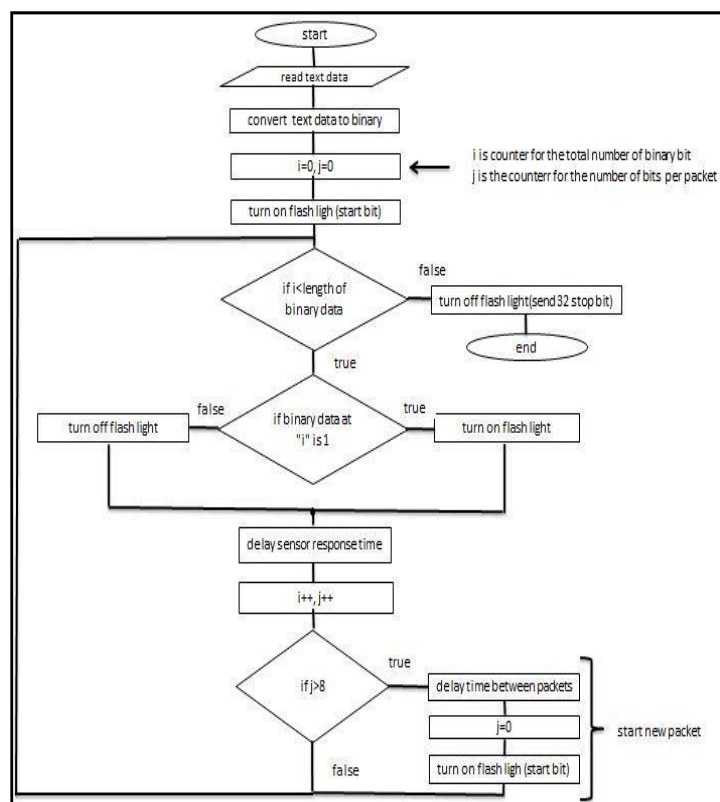 start
read text data
convert text data to binary
i=0, j=0
i is counter for the total number of binary bit
j is the counterr for the number of bits per packet
turn on flash ligh (start bit)
if i<length of
binary data
false
turn off flash light(send 32 stop bit)
end
true
if binary data at
"i" is 1
false
turn off flash light
true
turn on flash light
delay sensor response time
i++, j++
if j>8
true
delay time between packets
j=0
turn on flash ligh (start bit)
start new packet
false